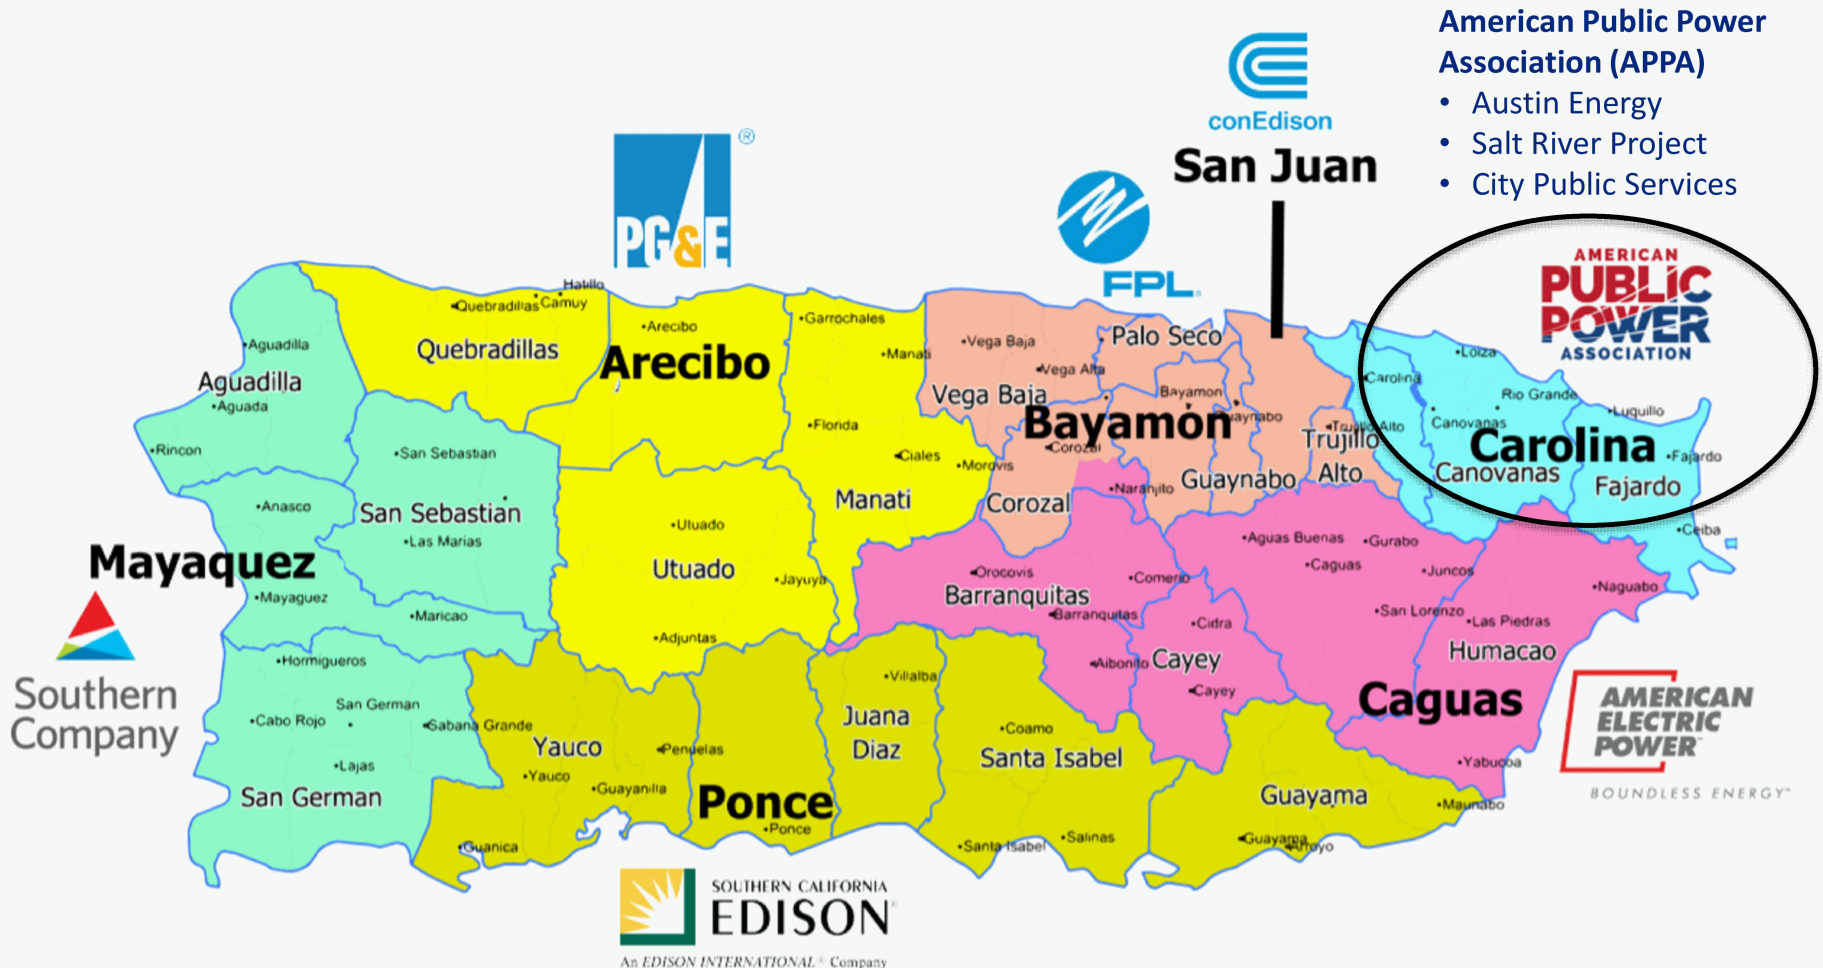 American Public Power
Association (APPA)
• Austin Energy
• Salt River Project
• City Public Services
conEdison
San Juan
PG&E
®
FPL
AMERICAN
PUBLIC
POWER
ASSOCIATION
Hatillo
Quebradillas
Camuy
Arecibo
Garrochales
Quebradillas
Arecibo
Manati
Vega Baja
Palo Seco
Vega Alta
Vega Baja
Bayamon
Bayamón
Guaynabo
Loiza
Carolina
Rio Grande
Luquillo
Canovanas
Carolina
Fajardo
Canovanas
Fajardo
Ceiba
Aguadilla
Aguadilla
Aguada
Rincon
San Sebastian
Florida
Ciales
Morovis
Corozal
Trujillo Alto
Trujillo
Alto
Anasco
San Sebastian
Las Marias
Manati
Corozal
Naranjito
Guaynabo
Mayaquez
Utuado
Utuado
Jayuya
Orocovis
Barranquitas
Barranquitas
Comerio
Aguas Buenas
Gurabo
Caguas
Juncos
Naguabo
San Lorenzo
Las Piedras
Humacao
Mayaguez
Maricao
Adjuntas
Cidra
Aibonito
Cayey
Cayey
Caguas
Southern
Company
Hormigueros
San German
Cabo Rojo
Sabana Grande
Lajas
San German
Yauco
Yauco
Penuelas
Guayanilla
Guanica
Villalba
Juana
Diaz
Ponce
Ponce
Coamo
Santa Isabel
Santa Isabel
Salinas
Guayama
Guayama
Arroyo
Maunabo
Yabucoa
AMERICAN
ELECTRIC
POWER
BOUNDLESS ENERGY™
SOUTHERN CALIFORNIA
EDISON
An EDISON INTERNATIONAL® Company